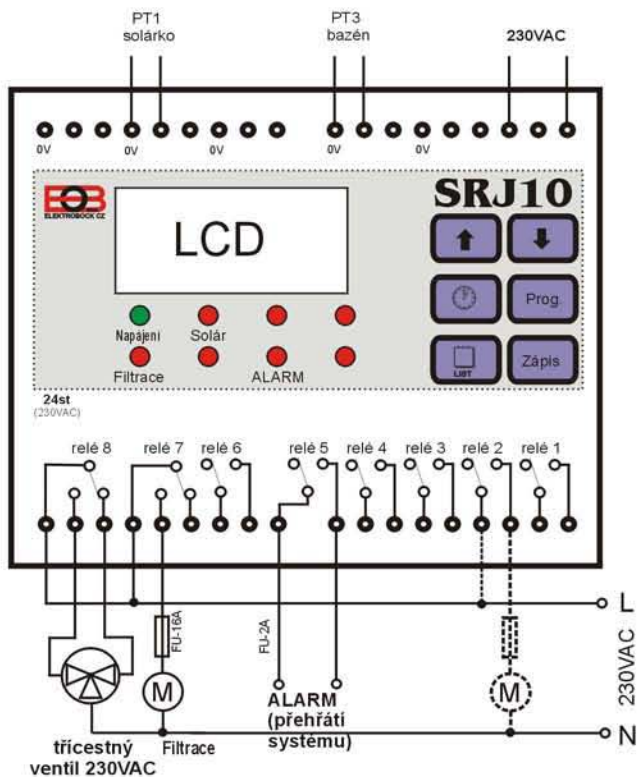 PT1
solárko
PT3
bazén
230VAC
0V
0V
0V
0V
0V
EOB
ELEKTROBOCK CZ
SRJ10
LCD
Prog.
Napájení
Solár
Filtrace
ALARM
LIST
Zápis
24st
(230VAC)
relé 8
relé 7
relé 6
relé 5
relé 4
relé 3
relé 2
relé 1
L
FU-16A
FU-2A
230VAC
M
M
ALARM
(přehřátí
systému)
N
třícestný
ventil 230VAC
Filtrace